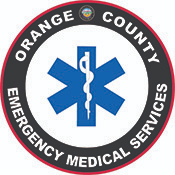 ORANGE COUNTY
EMERGENCY MEDICAL SERVICES